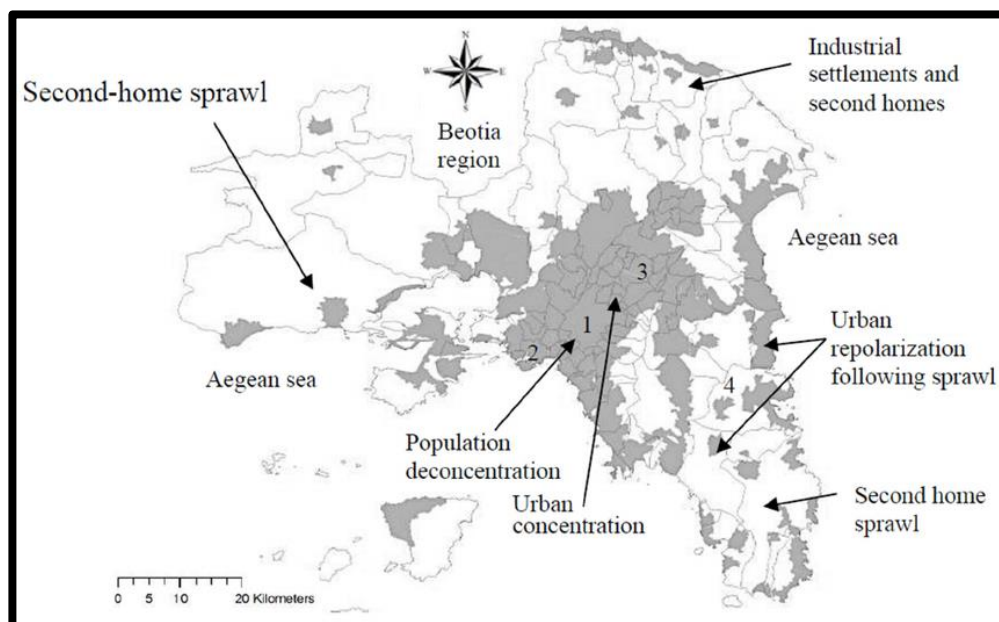 N
W E
S
Second-home sprawl
Beotia
region
Industrial
settlements and
second homes
Aegean sea
3
1
2
Urban
repolarization
following sprawl
4
Aegean sea
Population
deconcentration
Urban
concentration
Second home
sprawl
0 5 10 20 Kilometers